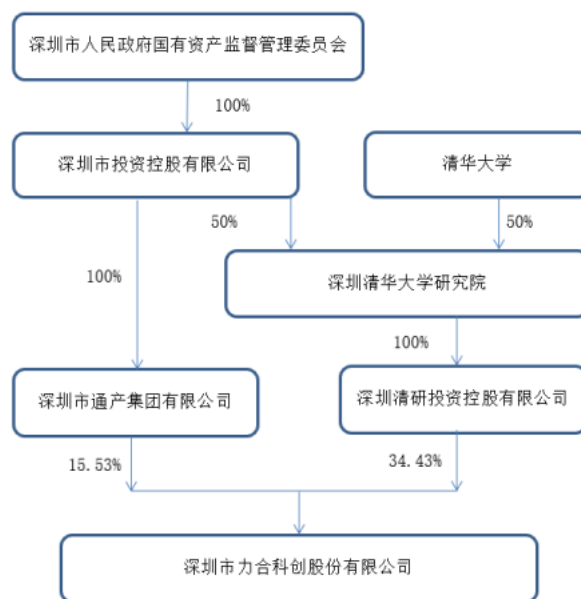 深圳市人民政府国有资产监督管理委员会
100%
深圳市投资控股有限公司
清华大学
50%
50%
深圳清华大学研究院
100%
100%
深圳市通产集团有限公司
深圳清研投资控股有限公司
15.53%
34.43%
深圳市力合科创股份有限公司